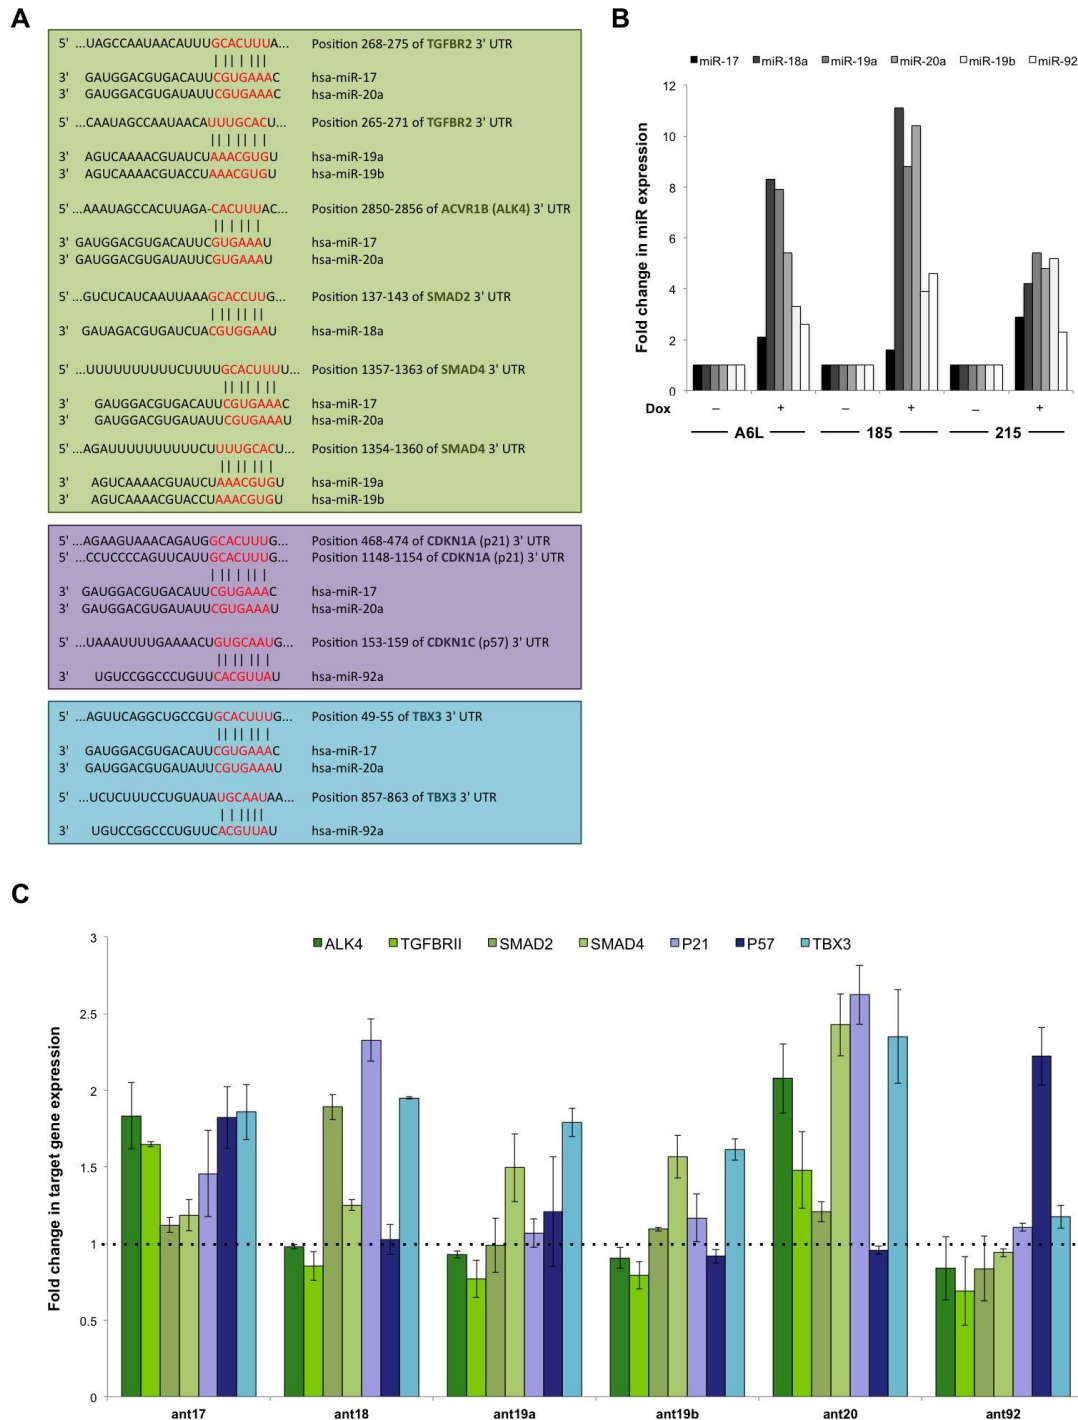 A
5' ...UAGCCAAUAACAUUUGCACUUUA... Position 268-275 of TGFBR2 3' UTR
3' GAUGGACGUGACAUUCGUGAAAC hsa-miR-17
3' GAUGGACGUGAUAUUCGUGAAAC hsa-miR-20a
5' ...CAAUAGCCAAUAACAUUUGCACU... Position 265-271 of TGFBR2 3' UTR
3' AGUCAAAACGUAUCUAAACGUGU hsa-miR-19a
3' AGUCAAAACGUACCUAAACGUGU hsa-miR-19b
5' ...AAAUAGCCACUUAGA-CACUUUAC... Position 2850-2856 of ACVR1B (ALK4) 3' UTR
3' GAUGGACGUGACAUUCGUGAAAU hsa-miR-17
3' GAUGGACGUGAUAUUCGUGAAAU hsa-miR-20a
5' ...GUCUCAUCAAUUAAAGCACCUUG... Position 137-143 of SMAD2 3' UTR
3' GAUAGACGUGAUCUACGUGGAAU hsa-miR-18a
5' ...UUUUUUUUUUCUUUUGCACUUUU... Position 1357-1363 of SMAD4 3' UTR
3' GAUGGACGUGACAUUCGUGAAAC hsa-miR-17
3' GAUGGACGUGAUAUUCGUGAAAU hsa-miR-20a
5' ...AGAUUUUUUUUUUCUUUUGCACU... Position 1354-1360 of SMAD4 3' UTR
3' AGUCAAAACGUAUCUAAACGUGU hsa-miR-19a
3' AGUCAAAACGUACCUAAACGUGU hsa-miR-19b
5' ...AGAAGUAAACAGAUGGCACUUUG... Position 468-474 of CDKN1A (p21) 3' UTR
5' ...CCUCCCCAGUUCAUUGCACUUUG... Position 1148-1154 of CDKN1A (p21) 3' UTR
3' GAUGGACGUGACAUUCGUGAAAC hsa-miR-17
3' GAUGGACGUGAUAUUCGUGAAAU hsa-miR-20a
5' ...UAAAUUUUGAAAACUGUGCAAUG... Position 153-159 of CDKN1C (p57) 3' UTR
3' UGUCCGGCCCUGUUCACGUUAU hsa-miR-92a
5' ...AGUUCAGGCUGCCGUGCACUUUG... Position 49-55 of TBX3 3' UTR
3' GAUGGACGUGACAUUCGUGAAAC hsa-miR-17
3' GAUGGACGUGAUAUUCGUGAAAU hsa-miR-20a
5' ...UCUCUUUCCUGUAUAUGCAAUAA... Position 857-863 of TBX3 3' UTR
3' UGUCCGGCCCUGUUCACGUUAU hsa-miR-92a
B
miR-17 miR-18a miR-19a miR-20a miR-19b miR-92
Fold change in miR expression
12
10
8
6
4
2
0
Dox – + – + – +
A6L 185 215
C
ALK4 TGFBRII SMAD2 SMAD4 P21 P57 TBX3
Fold change in target gene expression
3
2.5
2
1.5
1
0.5
0
ant17 ant18 ant19a ant19b ant20 ant92